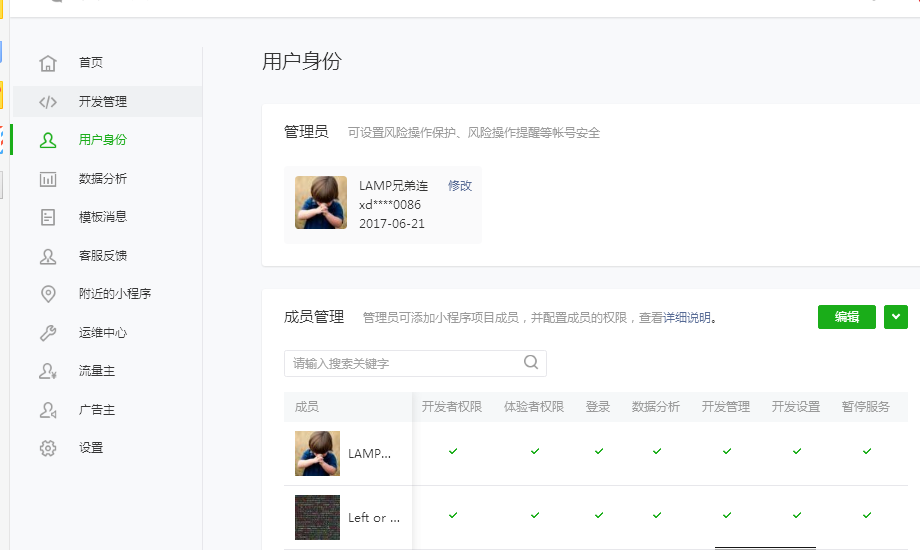 首页
开发管理
用户身份
数据分析
模板消息
客服反馈
附近的小程序
运维中心
流量主
广告主
设置
用户身份
管理员 可设置风险操作保护、风险操作提醒等帐号安全
LAMP兄弟连 修改
xd****0086
2017-06-21
成员管理 管理员可添加小程序项目成员，并配置成员的权限，查看详细说明。 编辑
请输入搜索关键字
成员 开发者权限 体验者权限 登录 数据分析 开发管理 开发设置 暂停服务
LAMP...
Left or ...